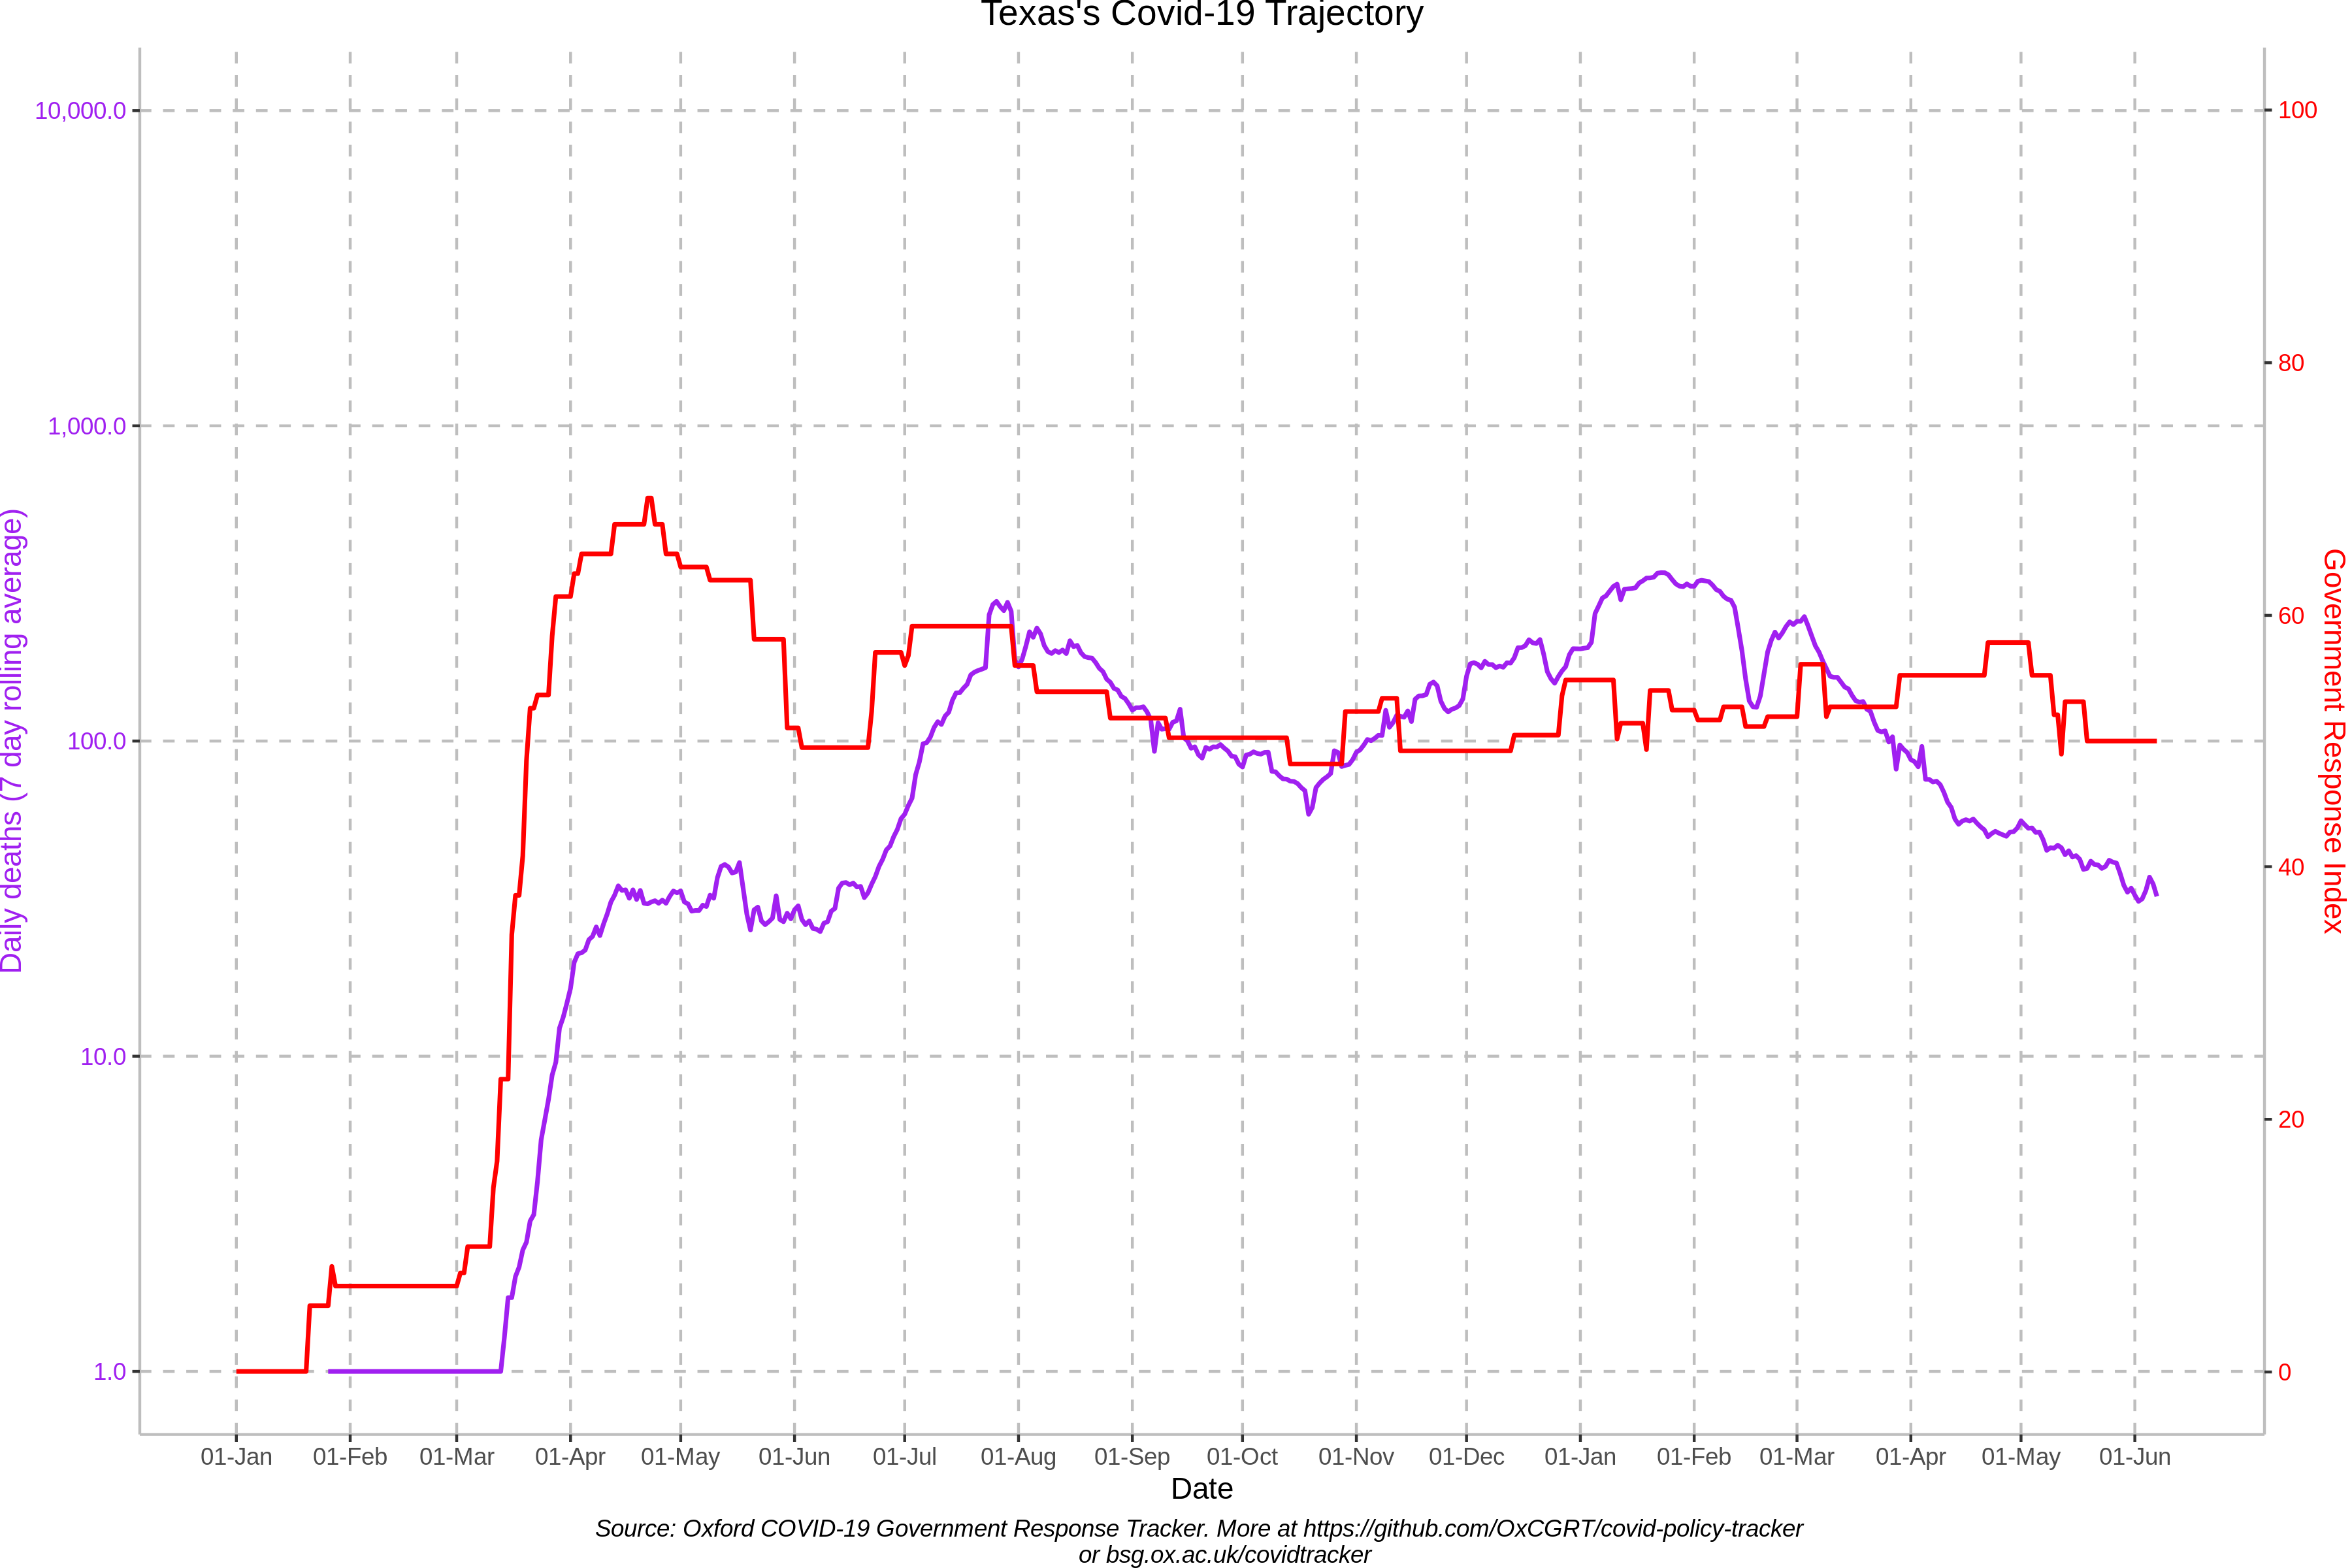 Texas's Covid-19 Trajectory
10,000.0
1,000.0
100.0
10.0
1.0
Daily deaths (7 day rolling average)
100
80
60
40
20
0
Government Response Index
01-Jan 01-Feb 01-Mar 01-Apr 01-May 01-Jun 01-Jul 01-Aug 01-Sep 01-Oct 01-Nov 01-Dec 01-Jan 01-Feb 01-Mar 01-Apr 01-May 01-Jun
Date
Source: Oxford COVID-19 Government Response Tracker. More at https://github.com/OxCGRT/covid-policy-tracker
or bsg.ox.ac.uk/covidtracker